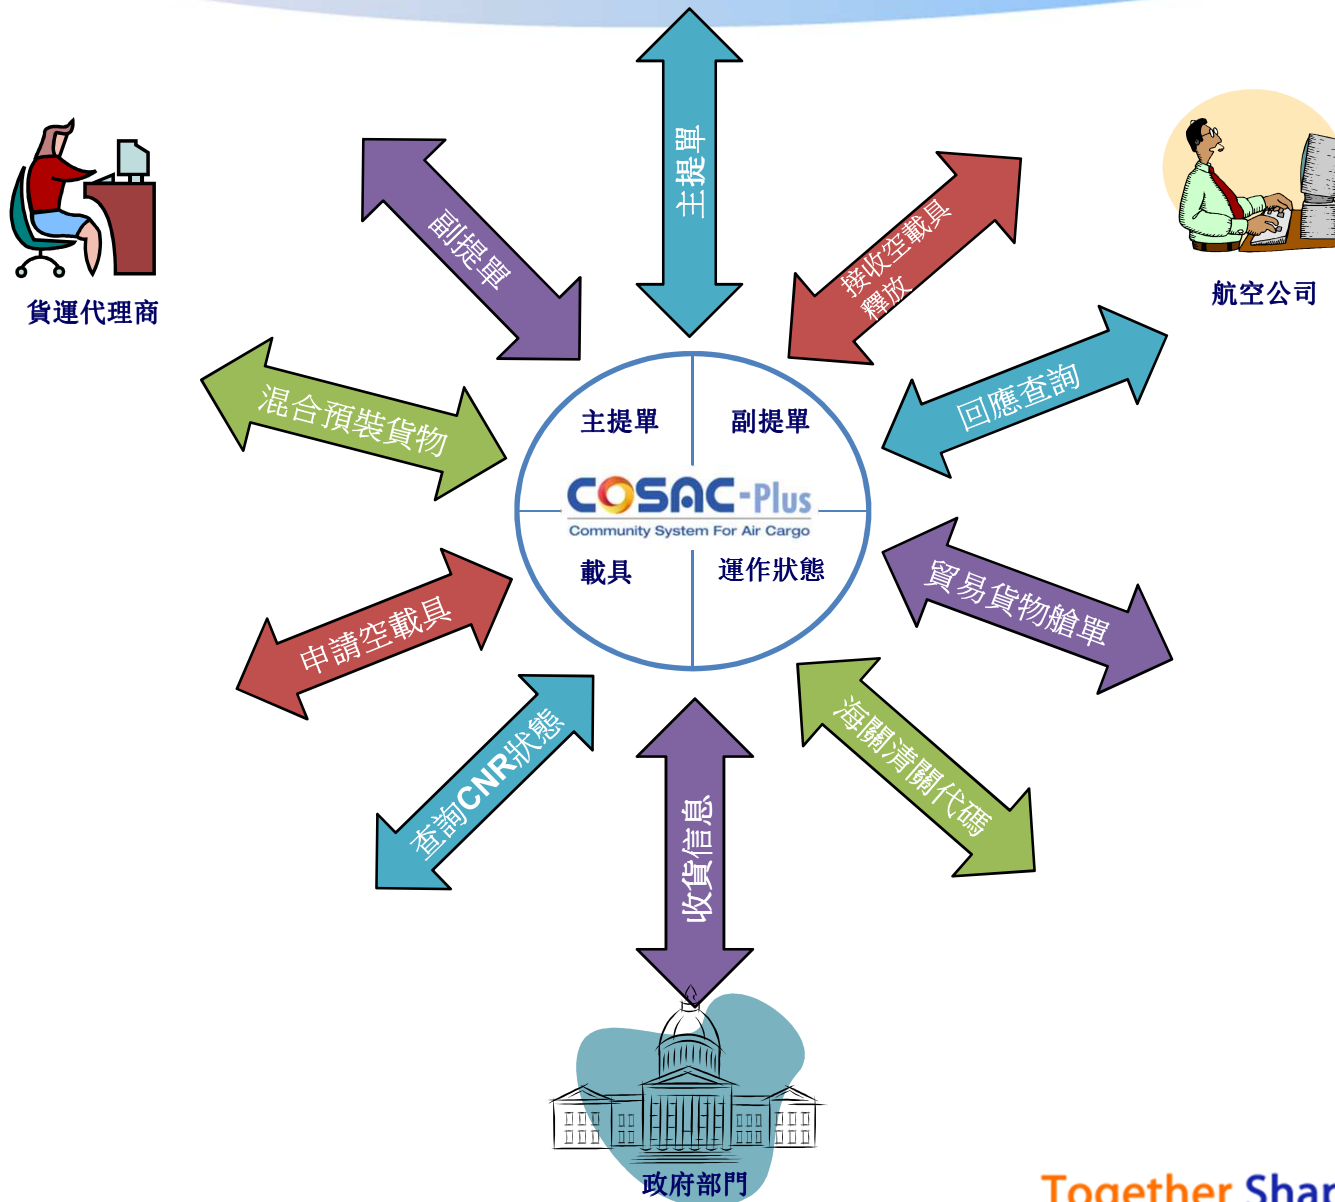 主提單
副提單
接收空載具
釋放
貨運代理商
航空公司
混合預裝貨物
回應查詢
主提單
副提單
COSAC-Plus
Community System For Air Cargo
載具
運作狀態
申請空載具
貿易貨物艙單
查詢CNR狀態
收貨信息
海關清關代碼
政府部門
Together Shar